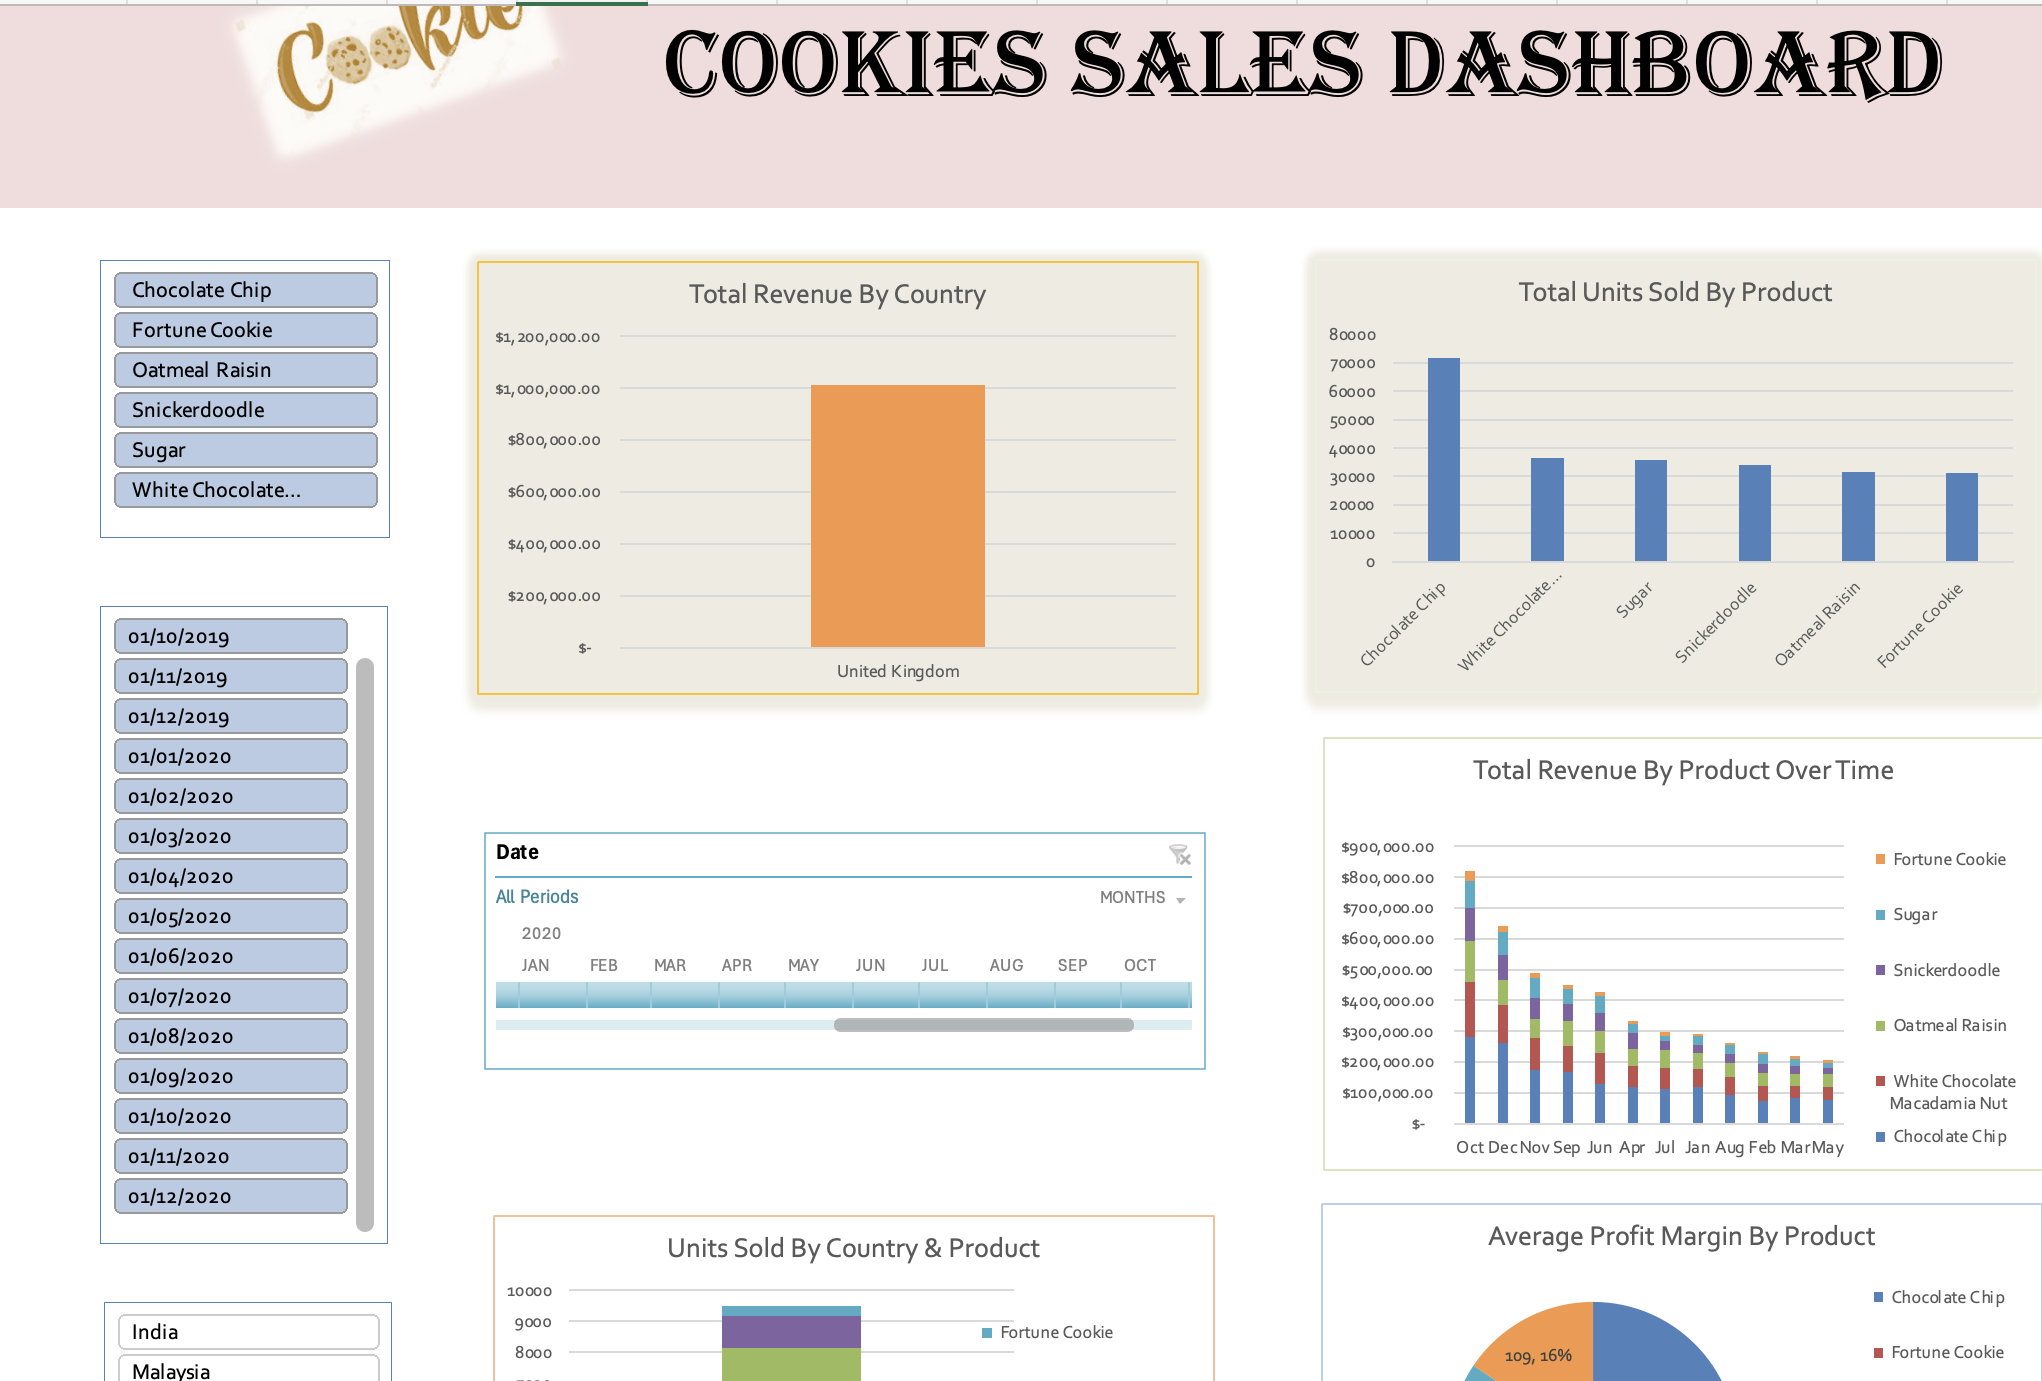 Cookie
COOKIES SALES DASHBOARD
Chocolate Chip
Fortune Cookie
Oatmeal Raisin
Snickerdoodle
Sugar
White Chocolate...
01/10/2019
01/11/2019
01/12/2019
01/01/2020
01/02/2020
01/03/2020
01/04/2020
01/05/2020
01/06/2020
01/07/2020
01/08/2020
01/09/2020
01/10/2020
01/11/2020
01/12/2020
India
Malaysia
Total Revenue By Country
$1,200,000.00
$1,000,000.00
$800,000.00
$600,000.00
$400,000.00
$200,000.00
$-
United Kingdom
Date
All Periods
MONTHS
2020
JAN FEB MAR APR MAY JUN JUL AUG SEP OCT
Units Sold By Country & Product
10000
9000
8000
Fortune Cookie
Total Units Sold By Product
80000
70000
60000
50000
40000
30000
20000
10000
0
Chocolate Chip
White Chocolate...
Sugar
Snickerdoodle
Oatmeal Raisin
Fortune Cookie
Total Revenue By Product Over Time
$900,000.00
$800,000.00
$700,000.00
$600,000.00
$500,000.00
$400,000.00
$300,000.00
$200,000.00
$100,000.00
$-
Oct Dec Nov Sep Jun Apr Jul Jan Aug Feb Mar May
Fortune Cookie
Sugar
Snickerdoodle
Oatmeal Raisin
White Chocolate
Macadamia Nut
Chocolate Chip
Average Profit Margin By Product
109, 16%
Chocolate Chip
Fortune Cookie